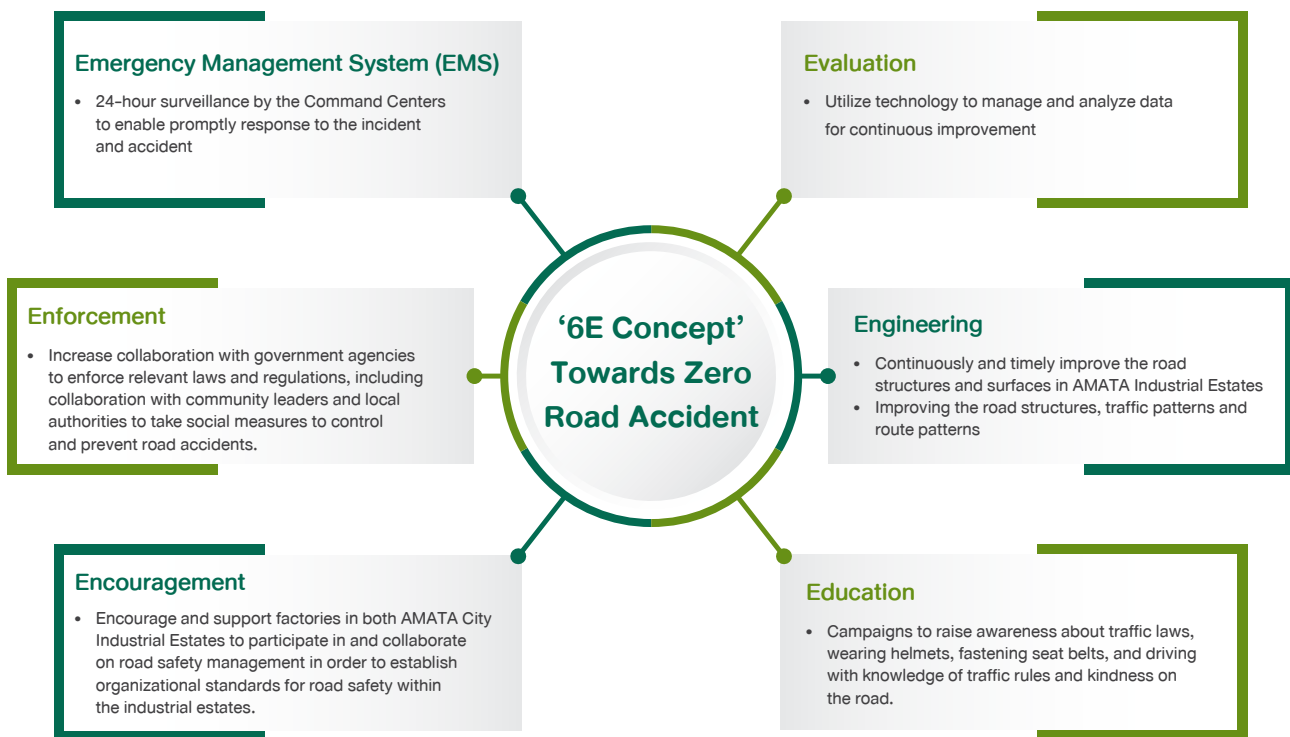 Emergency Management System (EMS)
• 24-hour surveillance by the Command Centers
to enable promptly response to the incident
and accident
Evaluation
• Utilize technology to manage and analyze data
for continuous improvement
Enforcement
• Increase collaboration with government agencies
to enforce relevant laws and regulations, including
collaboration with community leaders and local
authorities to take social measures to control
and prevent road accidents.
‘6E Concept’
Towards Zero
Road Accident
Engineering
• Continuously and timely improve the road
structures and surfaces in AMATA Industrial Estates
• Improving the road structures, traffic patterns and
route patterns
Encouragement
• Encourage and support factories in both AMATA City
Industrial Estates to participate in and collaborate
on road safety management in order to establish
organizational standards for road safety within
the industrial estates.
Education
• Campaigns to raise awareness about traffic laws,
wearing helmets, fastening seat belts, and driving
with knowledge of traffic rules and kindness on
the road.